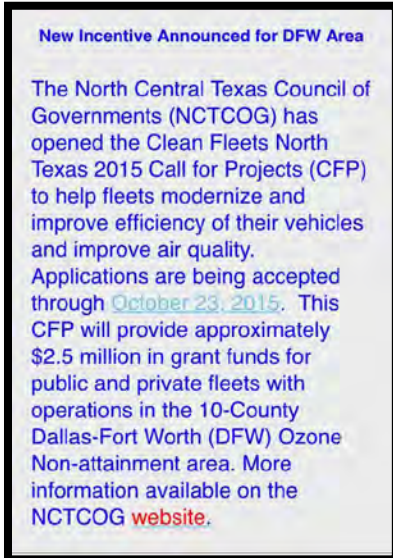 New Incentive Announced for DFW Area
The North Central Texas Council of
Governments (NCTCOG) has
opened the Clean Fleets North
Texas 2015 Call for Projects (CFP)
to help fleets modernize and
improve efficiency of their vehicles
and improve air quality.
Applications are being accepted
through October 23, 2015. This
CFP will provide approximately
$2.5 million in grant funds for
public and private fleets with
operations in the 10-County
Dallas-Fort Worth (DFW) Ozone
Non-attainment area. More
information available on the
NCTCOG website.